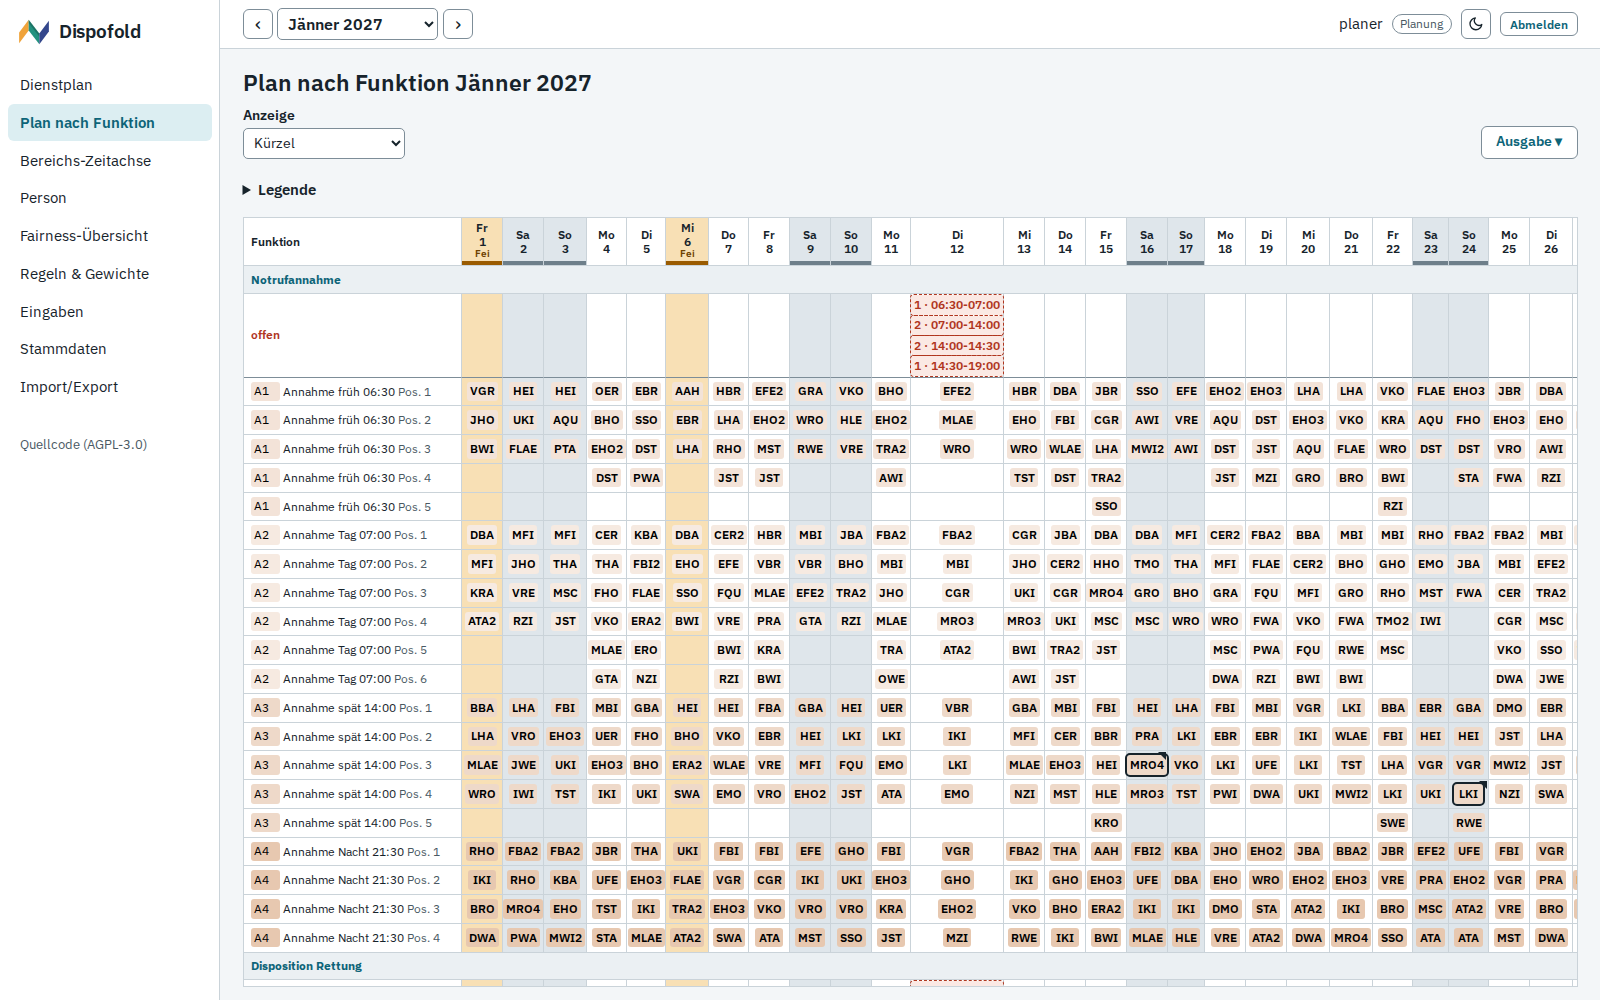 Dispofold
Dienstplan
Plan nach Funktion
Bereichs-Zeitachse
Person
Fairness-Übersicht
Regeln & Gewichte
Eingaben
Stammdaten
Import/Export
Quellcode (AGPL-3.0)
‹ Jänner 2027 ›
planer Planung Abmelden
Plan nach Funktion Jänner 2027
Anzeige
Kürzel
Ausgabe ▾
▶ Legende
Funktion Fr 1 Fei Sa 2 So 3 Mo 4 Di 5 Mi 6 Fei Do 7 Fr 8 Sa 9 So 10 Mo 11 Di 12 Mi 13 Do 14 Fr 15 Sa 16 So 17 Mo 18 Di 19 Mi 20 Do 21 Fr 22 Sa 23 So 24 Mo 25 Di 26
Notrufannahme
offen
1 · 06:30-07:00
2 · 07:00-14:00
2 · 14:00-14:30
1 · 14:30-19:00
A1 Annahme früh 06:30 Pos. 1 VGR HEI HEI OER EBR AAH HBR EFE2 GRA VKO BHO EFE2 HBR DBA JBR SSO EFE EHO2 EHO3 LHA LHA VKO FLAE EHO3 JBR DBA
A1 Annahme früh 06:30 Pos. 2 JHO UKI AQU BHO SSO EBR LHA EHO2 WRO HLE EHO2 MLAE EHO FBI CGR AWI VRE AQU DST EHO3 VKO KRA AQU FHO EHO3 EHO
A1 Annahme früh 06:30 Pos. 3 BWI FLAE PTA EHO2 DST LHA RHO MST RWE VRE TRA2 WRO WRO WLAE LHA MWI2 AWI DST JST AQU FLAE WRO DST DST VRO AWI
A1 Annahme früh 06:30 Pos. 4 DST PWA JST JST AWI TST DST TRA2 JST MZI GRO BRO BWI STA FWA RZI
A1 Annahme früh 06:30 Pos. 5 SSO RZI
A2 Annahme Tag 07:00 Pos. 1 DBA MFI MFI CER KBA DBA CER2 HBR MBI JBA FBA2 FBA2 CGR JBA DBA DBA MFI CER2 FBA2 BBA MBI MBI RHO FBA2 FBA2 MBI
A2 Annahme Tag 07:00 Pos. 2 MFI JHO THA THA FBI2 EHO EFE VBR VBR BHO MBI MBI JHO CER2 HHO TMO THA MFI FLAE CER2 BHO GHO EMO JBA MBI EFE2
A2 Annahme Tag 07:00 Pos. 3 KRA VRE MSC FHO FLAE SSO FQU MLAE EFE2 TRA2 JHO CGR UKI CGR MRO4 GRO BHO GRA FQU MFI GRO RHO MST FWA CER TRA2
A2 Annahme Tag 07:00 Pos. 4 ATA2 RZI JST VKO ERA2 BWI VRE PRA GTA RZI MLAE MRO3 MRO3 UKI MSC MSC WRO WRO FWA VKO FWA TMO2 IWI CGR MSC
A2 Annahme Tag 07:00 Pos. 5 MLAE ERO BWI KRA TRA ATA2 BWI TRA2 JST MSC PWA FQU RWE MSC VKO SSO
A2 Annahme Tag 07:00 Pos. 6 GTA NZI RZI BWI OWE AWI JST DWA RZI BWI BWI DWA JWE
A3 Annahme spät 14:00 Pos. 1 BBA LHA FBI MBI GBA HEI HEI FBA GBA HEI UER VBR GBA MBI FBI HEI LHA FBI MBI VGR LKI BBA EBR GBA DMO EBR
A3 Annahme spät 14:00 Pos. 2 LHA VRO EHO3 UER FHO BHO VKO EBR HEI LKI LKI IKI MFI CER BBR PRA LKI EBR EBR IKI WLAE FBI HEI HEI JST LHA
A3 Annahme spät 14:00 Pos. 3 MLAE JWE UKI EHO3 BHO ERA2 WLAE VRE MFI FQU EMO LKI MLAE EHO3 HEI MRO4 VKO LKI UFE LKI TST LHA VGR VGR MWI2 JST
A3 Annahme spät 14:00 Pos. 4 WRO IWI TST IKI UKI SWA EMO VRO EHO2 JST ATA EMO NZI MST HLE MRO3 TST PWI DWA UKI MWI2 LKI UKI LKI NZI SWA
A3 Annahme spät 14:00 Pos. 5 KRO SWE RWE
A4 Annahme Nacht 21:30 Pos. 1 RHO FBA2 FBA2 JBR THA UKI FBI FBI EFE GHO FBI VGR FBA2 THA AAH FBI2 KBA JHO EHO2 JBA BBA2 JBR EFE2 UFE FBI VGR
A4 Annahme Nacht 21:30 Pos. 2 IKI RHO KBA UFE EHO3 FLAE VGR CGR IKI UKI EHO3 GHO IKI GHO EHO3 UFE DBA EHO WRO EHO2 EHO3 VRE PRA EHO2 VGR PRA
A4 Annahme Nacht 21:30 Pos. 3 BRO MRO4 EHO TST IKI TRA2 EHO3 VKO VRO VRO KRA EHO2 VKO BHO ERA2 IKI IKI DMO STA ATA2 IKI BRO MSC ATA2 VRE BRO
A4 Annahme Nacht 21:30 Pos. 4 DWA PWA MWI2 STA MLAE ATA2 SWA ATA MST SSO JST MZI RWE IKI BWI MLAE HLE VRE ATA2 DWA MRO4 SSO ATA ATA MST DWA
Disposition Rettung